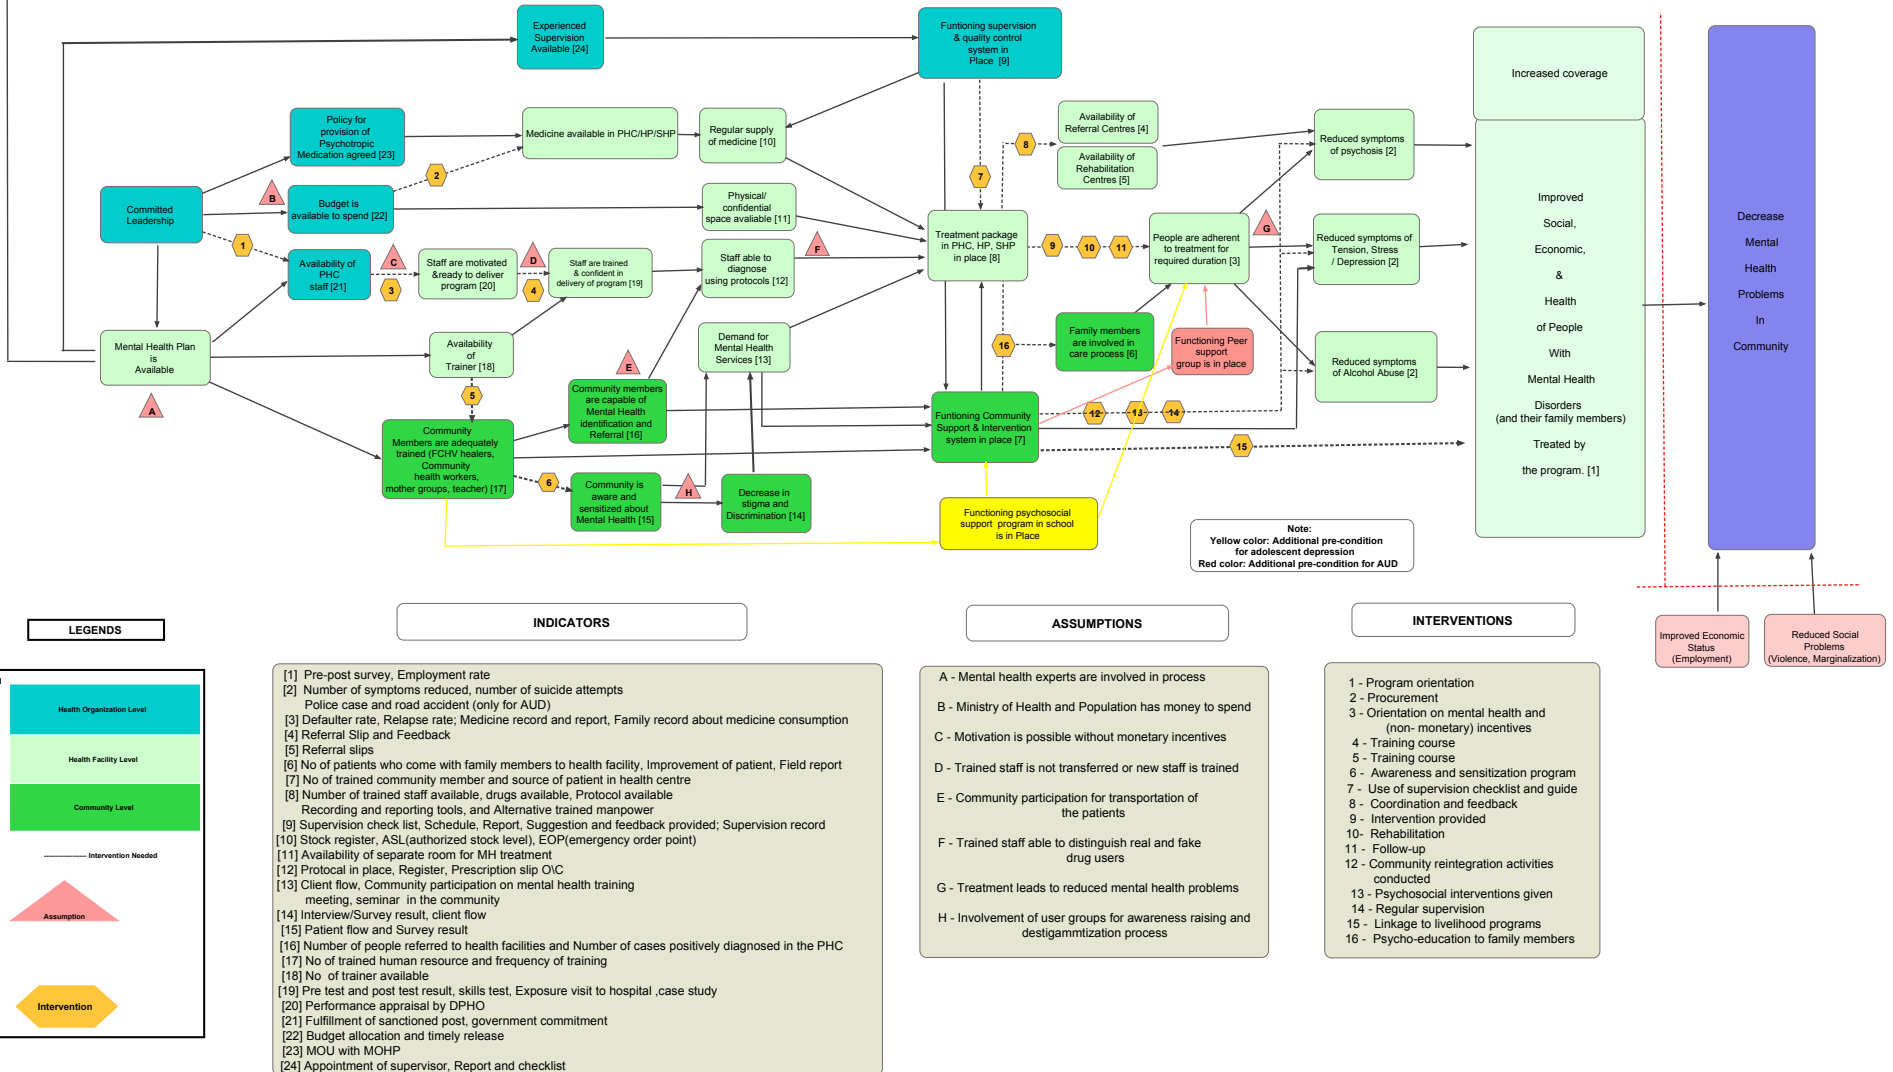 Experienced
Supervision
Available [24]
Funtioning supervision
& quality control
system in
Place [9]
Increased coverage
Policy for
provision of
Psychotropic
Medication agreed [23]
Medicine available in PHC/HP/SHP
Regular supply
of medicine [10]
Availability of
Referral Centres [4]
Availability of
Rehabilitation
Centres [5]
Reduced symptoms
of psychosis [2]
8
2
7
B
Committed
Leadership
Budget is
available to spend [22]
Physical/
confidential
space avaliable [11]
1
C
D
F
G
Availability of
PHC
staff [21]
3
Staff are motivated
&ready to deliver
program [20]
4
Staff are trained
& confident in
delivery of program [19]
Staff able to
diagnose
using protocols [12]
Treatment package
in PHC, HP, SHP
in place [8]
9
10
11
People are adherent
to treatment for
required duration [3]
Reduced symptoms of
Tension, Stress
/ Depression [2]
Improved
Social,
Economic,
&
Health
of People
With
Mental Health
Disorders
(and their family members)
Treated by
the program. [1]
Decrease
Mental
Health
Problems
In
Community
Mental Health Plan
is
Available
A
Availability
of
Trainer [18]
5
Demand for
Mental Health
Services [13]
16
Family members
are involved in
care process [6]
Functioning Peer
support
group is in place
Reduced symptoms
of Alcohol Abuse [2]
E
Community members
are capable of
Mental Health
identification and
Referral [16]
Community
Members are adequately
trained (FCHV healers,
Community
health workers,
mother groups, teacher) [17]
6
Community is
aware and
sensitized about
Mental Health [15]
H
Decrease in
stigma and
Discrimination [14]
Funtioning Community
Support & Intervention
system in place [7]
12
13
14
15
Functioning psychosocial
support program in school
is in Place
Note:
Yellow color: Additional pre-condition
for adolescent depression
Red color: Additional pre-condition for AUD
Improved Economic
Status
(Employment)
Reduced Social
Problems
(Violence, Marginalization)
LEGENDS
Health Organization Level
Health Facility Level
Community Level
------------------ Intervention Needed
Assumption
Intervention
INDICATORS
[1] Pre-post survey, Employment rate
[2] Number of symptoms reduced, number of suicide attempts
Police case and road accident (only for AUD)
[3] Defaulter rate, Relapse rate; Medicine record and report, Family record about medicine consumption
[4] Referral Slip and Feedback
[5] Referral slips
[6] No of patients who come with family members to health facility, Improvement of patient, Field report
[7] No of trained community member and source of patient in health centre
[8] Number of trained staff available, drugs available, Protocol available
Recording and reporting tools, and Alternative trained manpower
[9] Supervision check list, Schedule, Report, Suggestion and feedback provided; Supervision record
[10] Stock register, ASL(authorized stock level), EOP(emergency order point)
[11] Availability of separate room for MH treatment
[12] Protocal in place, Register, Prescription slip O\C
[13] Client flow, Community participation on mental health training
meeting, seminar in the community
[14] Interview/Survey result, client flow
[15] Patient flow and Survey result
[16] Number of people referred to health facilities and Number of cases positively diagnosed in the PHC
[17] No of trained human resource and frequency of training
[18] No of trainer available
[19] Pre test and post test result, skills test, Exposure visit to hospital ,case study
[20] Performance appraisal by DPHO
[21] Fulfillment of sanctioned post, government commitment
[22] Budget allocation and timely release
[23] MOU with MOHP
[24] Appointment of supervisor, Report and checklist
ASSUMPTIONS
A - Mental health experts are involved in process
B - Ministry of Health and Population has money to spend
C - Motivation is possible without monetary incentives
D - Trained staff is not transferred or new staff is trained
E - Community participation for transportation of
the patients
F - Trained staff able to distinguish real and fake
drug users
G - Treatment leads to reduced mental health problems
H - Involvement of user groups for awareness raising and
destigammtization process
INTERVENTIONS
1 - Program orientation
2 - Procurement
3 - Orientation on mental health and
(non- monetary) incentives
4 - Training course
5 - Training course
6 - Awareness and sensitization program
7 - Use of supervision checklist and guide
8 - Coordination and feedback
9 - Intervention provided
10- Rehabilitation
11 - Follow-up
12 - Community reintegration activities
conducted
13 - Psychosocial interventions given
14 - Regular supervision
15 - Linkage to livelihood programs
16 - Psycho-education to family members